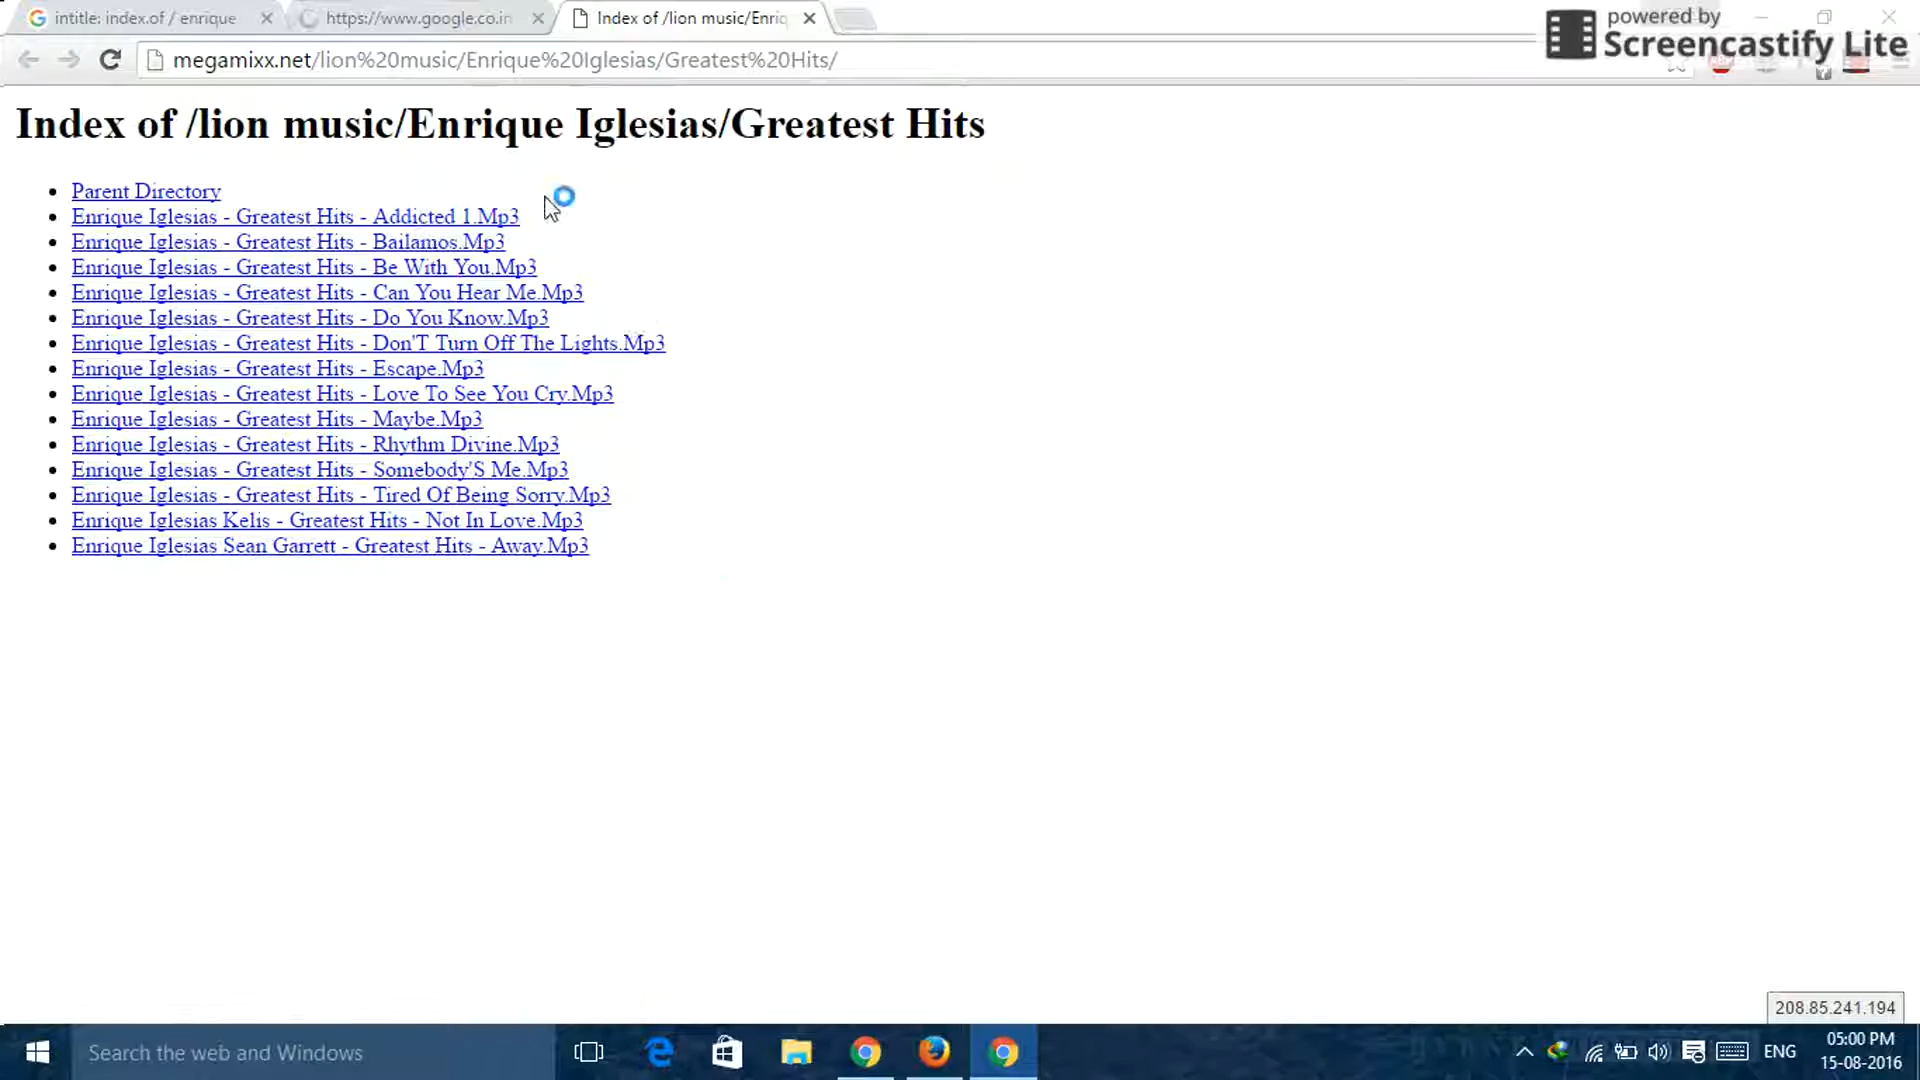 intitle: index.of / enrique
https://www.google.co.in
Index of /lion music/Enriq
powered by
Screencastify Lite
megamixx.net/lion%20music/Enrique%20Iglesias/Greatest%20Hits/
Index of /lion music/Enrique Iglesias/Greatest Hits
Parent Directory
Enrique Iglesias - Greatest Hits - Addicted 1.Mp3
Enrique Iglesias - Greatest Hits - Bailamos.Mp3
Enrique Iglesias - Greatest Hits - Be With You.Mp3
Enrique Iglesias - Greatest Hits - Can You Hear Me.Mp3
Enrique Iglesias - Greatest Hits - Do You Know.Mp3
Enrique Iglesias - Greatest Hits - Don'T Turn Off The Lights.Mp3
Enrique Iglesias - Greatest Hits - Escape.Mp3
Enrique Iglesias - Greatest Hits - Love To See You Cry.Mp3
Enrique Iglesias - Greatest Hits - Maybe.Mp3
Enrique Iglesias - Greatest Hits - Rhythm Divine.Mp3
Enrique Iglesias - Greatest Hits - Somebody'S Me.Mp3
Enrique Iglesias - Greatest Hits - Tired Of Being Sorry.Mp3
Enrique Iglesias Kelis - Greatest Hits - Not In Love.Mp3
Enrique Iglesias Sean Garrett - Greatest Hits - Away.Mp3
208.85.241.194
Search the web and Windows
ENG
05:00 PM
15-08-2016